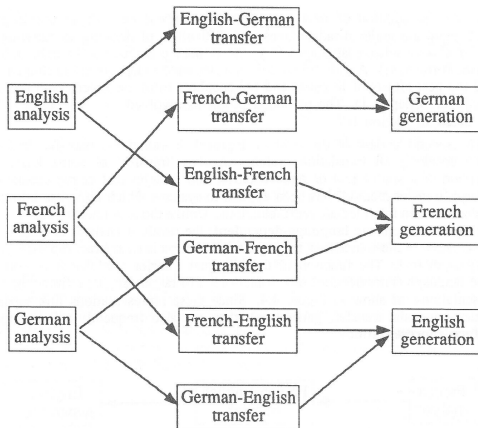 English-German
transfer
English
analysis
French-German
transfer
German
generation
English-French
transfer
French
analysis
French
generation
German-French
transfer
German
analysis
French-English
transfer
English
generation
German-English
transfer